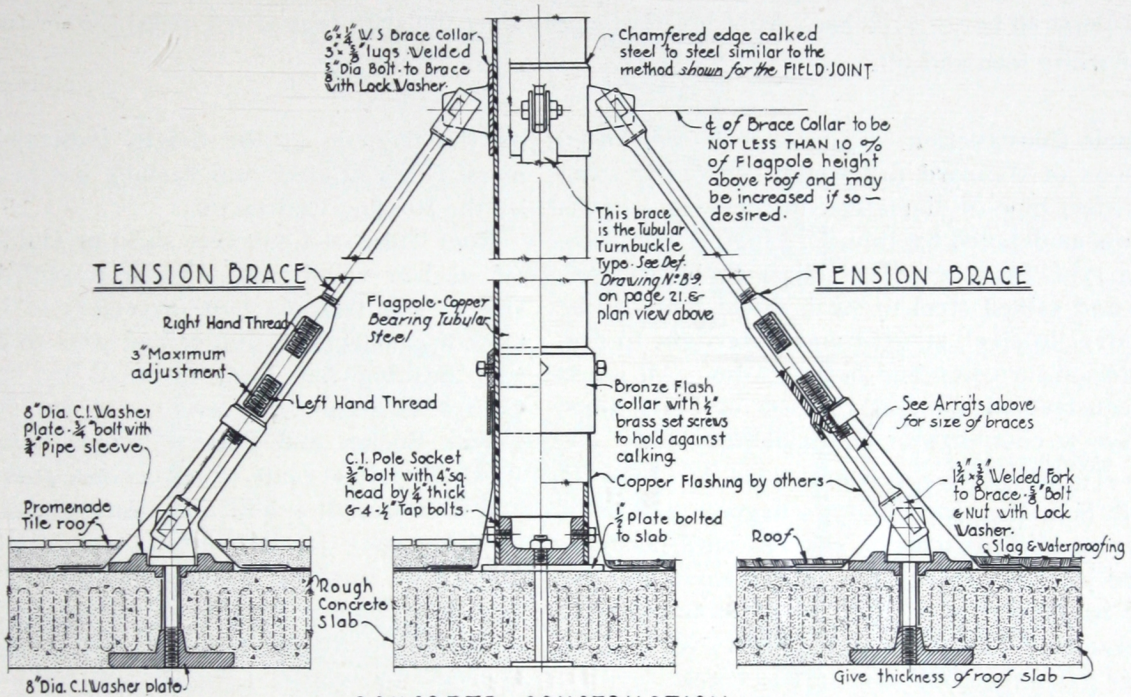 6"×¼" W.S Brace Collar
3"× ⅝" lugs Welded
⅝" Dia Bolt to Brace
with Lock Washer.
Chamfered edge calked
steel to steel similar to the
method shown for the FIELD JOINT
℄ of Brace Collar to be
NOT LESS THAN 10 %
of Flagpole height
above roof and may
be increased if so—
desired.
This brace
is the Tubular
Turnbuckle
Type. See Det.
Drawing No B-9.
on page 21. &
plan view above
TENSION BRACE
TENSION BRACE
Flagpole-Copper
Bearing Tubular
Steel
Right Hand Thread
3" Maximum
adjustment
Left Hand Thread
8" Dia. C.I. Washer
Plate. ¾" bolt with
¾" Pipe sleeve
Bronze Flash
Collar with ½"
brass set screws
to hold against
calking.
See Arrg'ts above
for size of braces
C.I. Pole Socket
¾" bolt with 4" sq.
head by ¼" thick
& 4-½" Tap bolts.
Copper Flashing by others
1¾"×⅜" Welded Fork
to Brace. ⅝" Bolt
& Nut with Lock
Washer.
Promenade
Tile roof
½" Plate bolted
to slab
Roof
Slag & waterproofing
Rough
Concrete
Slab
8" Dia. C.I. Washer plate
Give thickness of roof slab
CONCRETE CONSTRUCTION